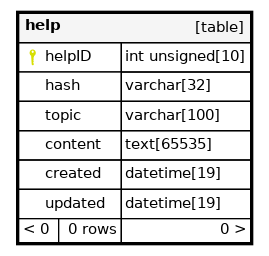 help [table]
helpID int unsigned[10]
hash varchar[32]
topic varchar[100]
content text[65535]
created datetime[19]
updated datetime[19]
< 0 0 rows 0 >